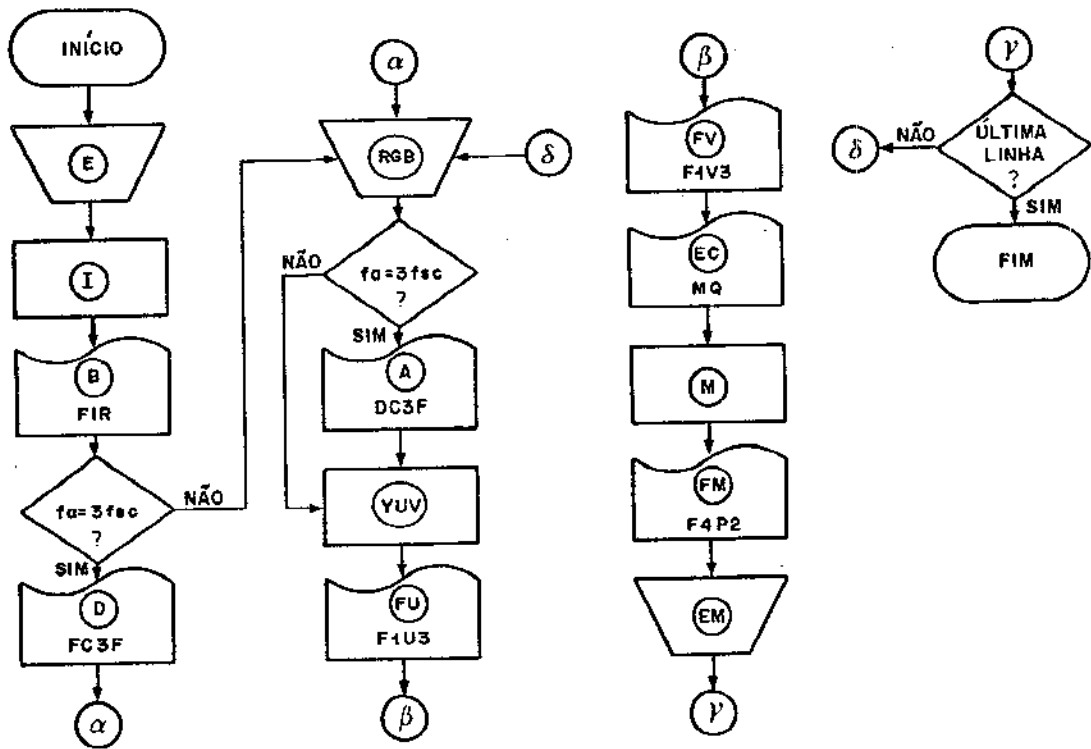 INÍCIO
E
I
B
FIR
fa=3fsc
?
NÃO
SIM
D
FC3F
α
α
RGB
δ
fa=3fsc
?
NÃO
SIM
A
DC3F
YUV
FU
F1U3
β
β
FV
F1V3
EC
MQ
M
FM
F4P2
EM
γ
γ
ÚLTIMA
LINHA
?
NÃO
δ
SIM
FIM